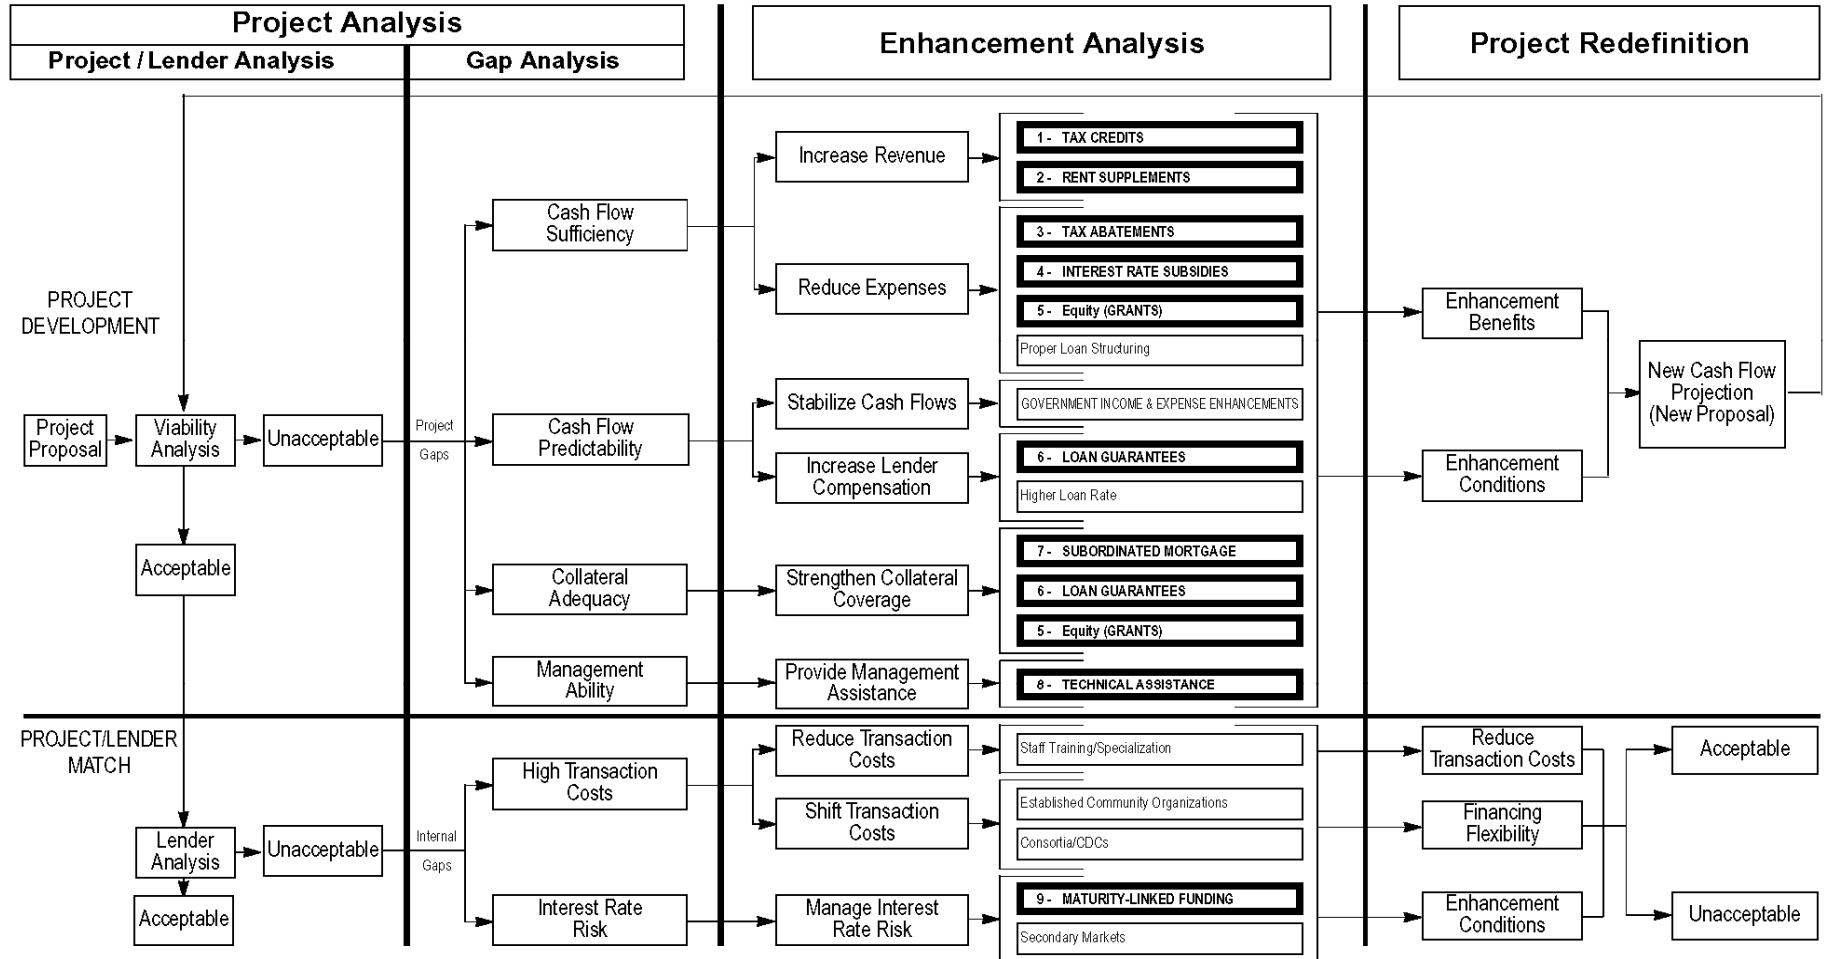 Project Analysis
Project / Lender Analysis
Gap Analysis
Enhancement Analysis
Project Redefinition
PROJECT
DEVELOPMENT
Project
Proposal
Viability
Analysis
Unacceptable
Acceptable
Project
Gaps
Cash Flow
Sufficiency
Cash Flow
Predictability
Collateral
Adequacy
Management
Ability
Increase Revenue
Reduce Expenses
Stabilize Cash Flows
Increase Lender
Compensation
Strengthen Collateral
Coverage
Provide Management
Assistance
1 - TAX CREDITS
2 - RENT SUPPLEMENTS
3 - TAX ABATEMENTS
4 - INTEREST RATE SUBSIDIES
5 - Equity (GRANTS)
Proper Loan Structuring
GOVERNMENT INCOME & EXPENSE ENHANCEMENTS
6 - LOAN GUARANTEES
Higher Loan Rate
7 - SUBORDINATED MORTGAGE
6 - LOAN GUARANTEES
5 - Equity (GRANTS)
8 - TECHNICAL ASSISTANCE
Enhancement
Benefits
Enhancement
Conditions
New Cash Flow
Projection
(New Proposal)
PROJECT/LENDER
MATCH
Lender
Analysis
Unacceptable
Acceptable
Internal
Gaps
High Transaction
Costs
Interest Rate
Risk
Reduce Transaction
Costs
Shift Transaction
Costs
Manage Interest
Rate Risk
Staff Training/Specialization
Established Community Organizations
Consortia/CDCs
9 - MATURITY-LINKED FUNDING
Secondary Markets
Reduce
Transaction Costs
Financing
Flexibility
Enhancement
Conditions
Acceptable
Unacceptable